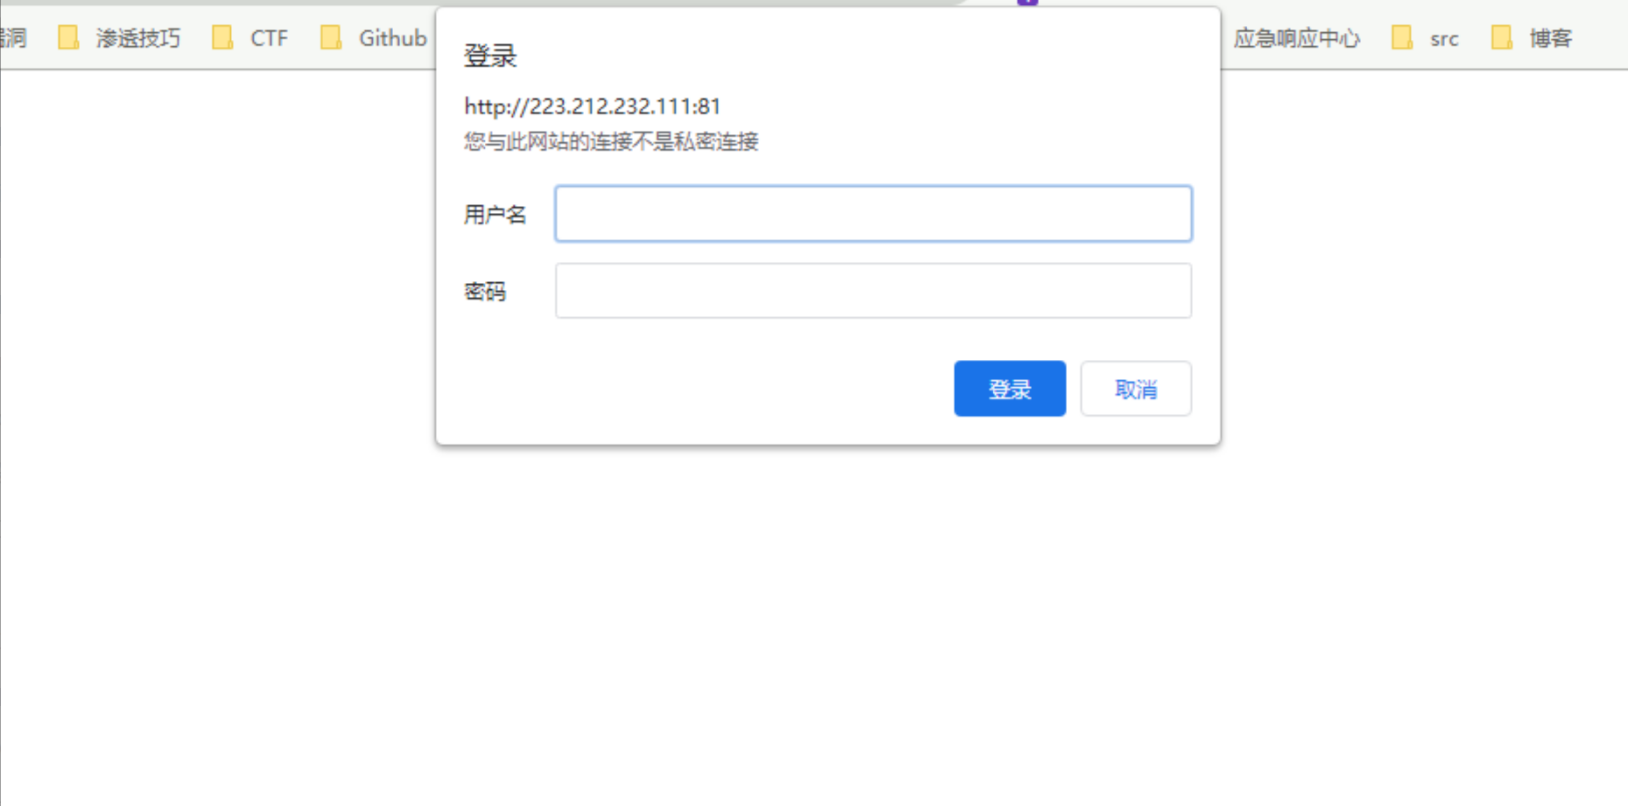 洞 渗透技巧 CTF Github 应急响应中心 src 博客
登录
http://223.212.232.111:81
您与此网站的连接不是私密连接
用户名
密码
登录 取消